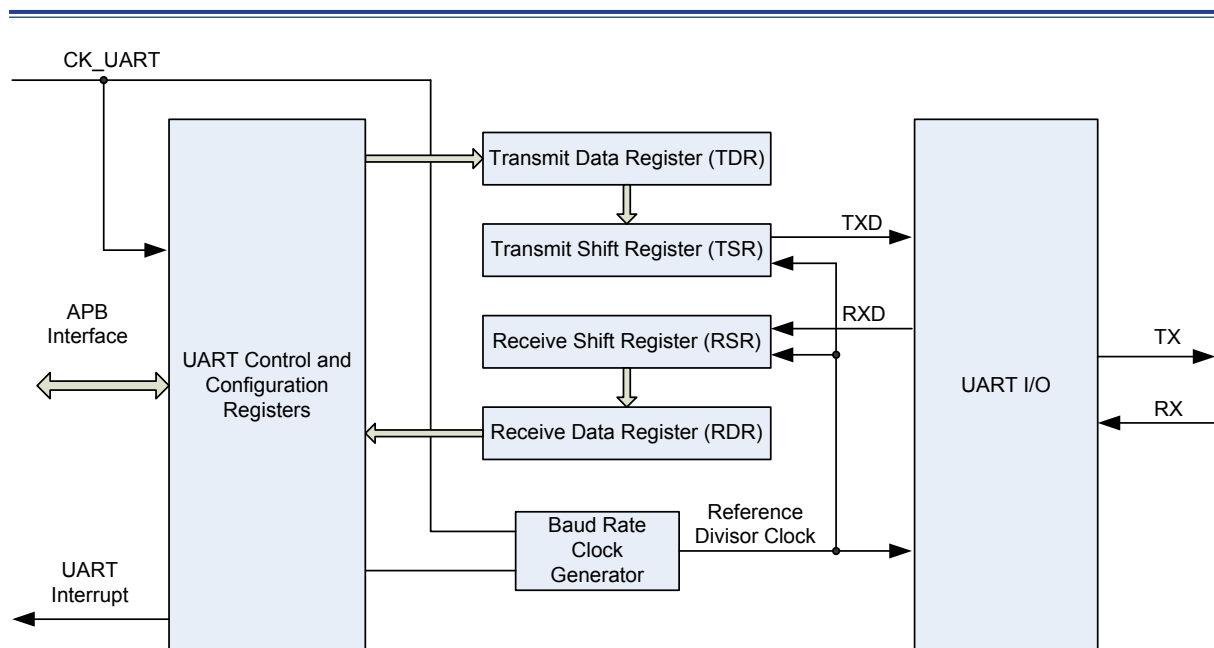 CK_UART
Transmit Data Register (TDR)
Transmit Shift Register (TSR)
TXD
APB
Interface
RXD
Receive Shift Register (RSR)
UART Control and
Configuration
Registers
TX
UART I/O
RX
Receive Data Register (RDR)
Baud Rate
Clock
Generator
Reference
Divisor Clock
UART
Interrupt